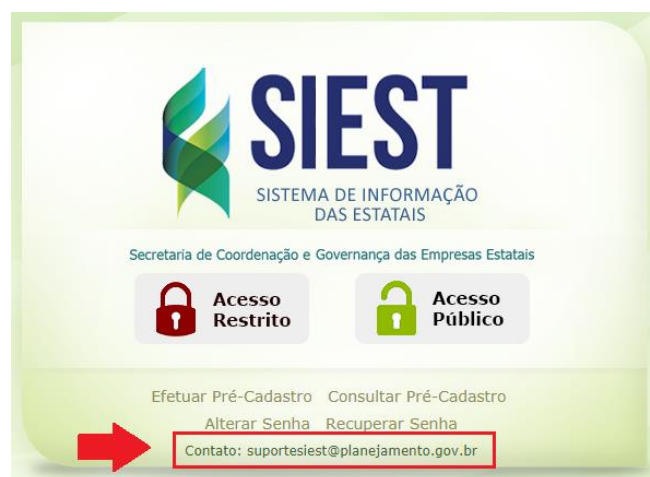 SIEST
SISTEMA DE INFORMAÇÃO
DAS ESTATAIS
Secretaria de Coordenação e Governança das Empresas Estatais
Acesso
Restrito
Acesso
Público
Efetuar Pré-Cadastro Consultar Pré-Cadastro
Alterar Senha Recuperar Senha
Contato: suportesiest@planejamento.gov.br